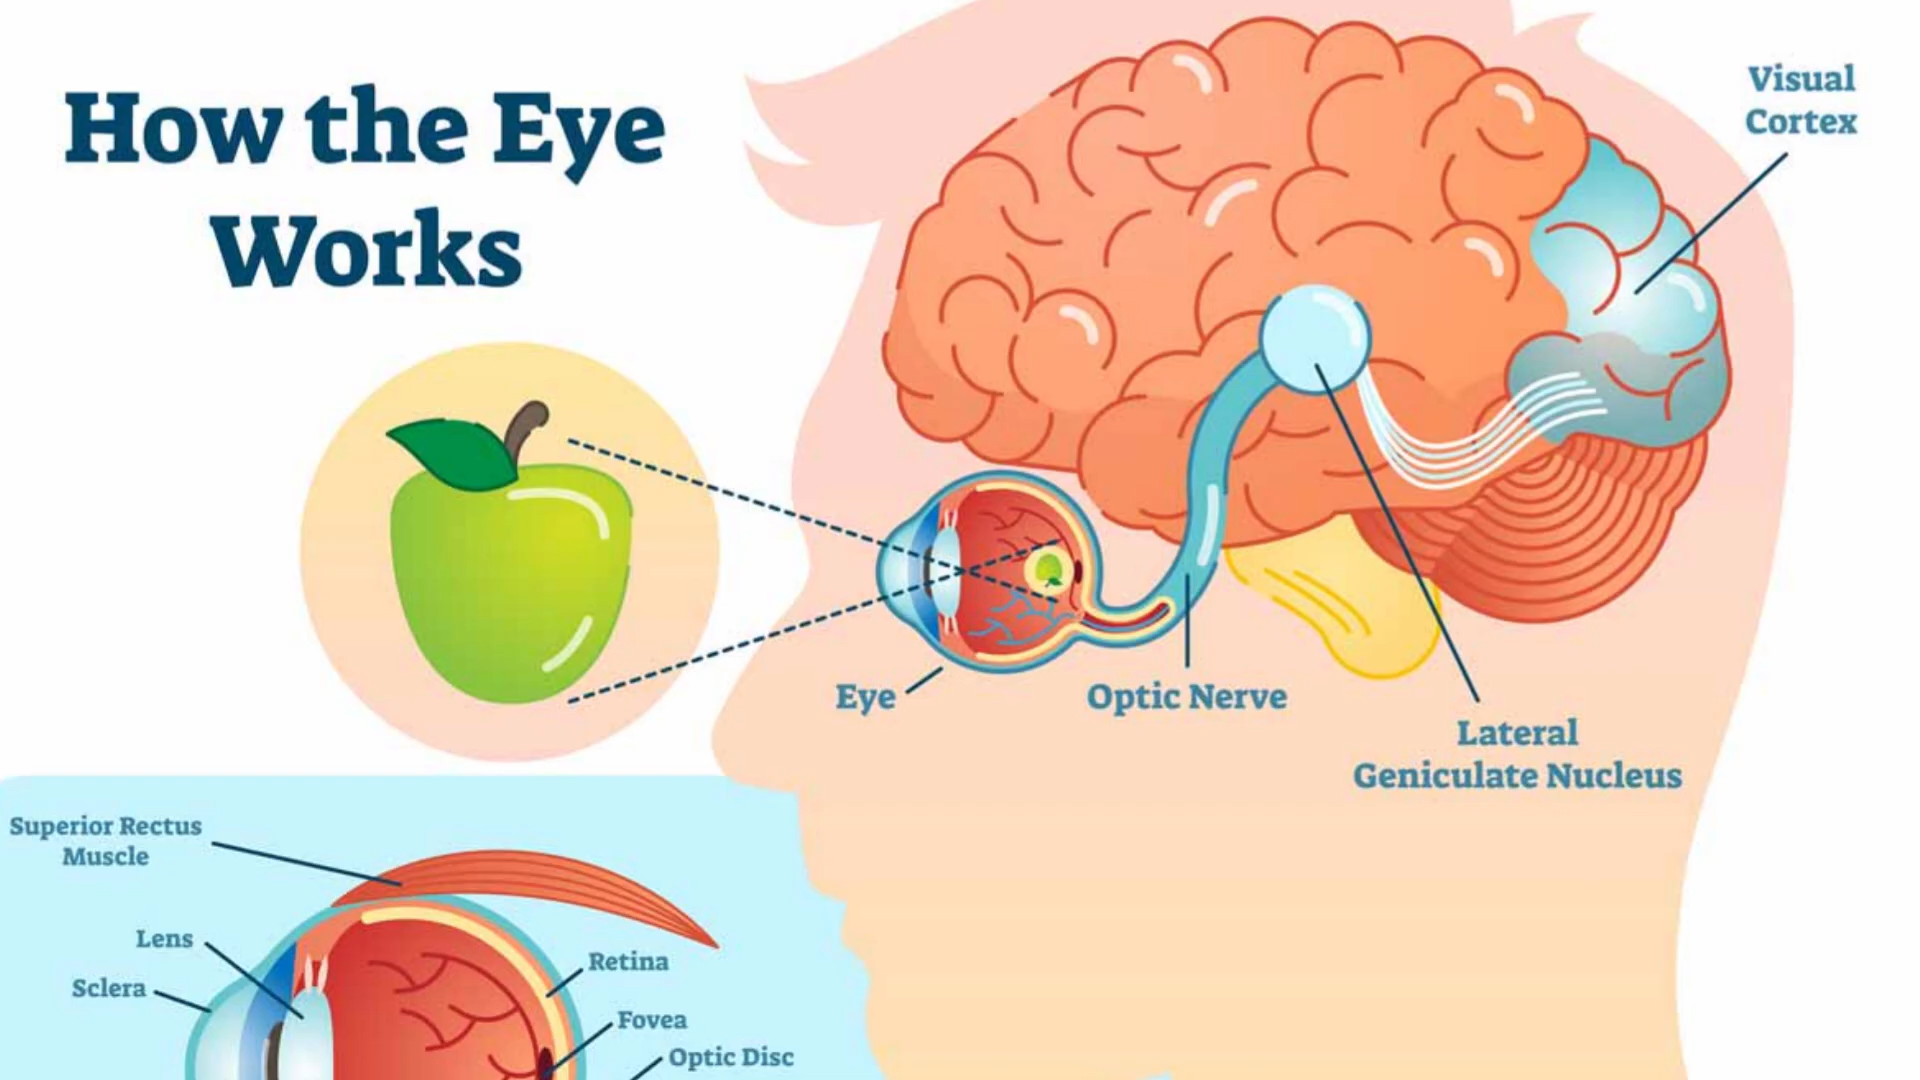 How the Eye
Works
Visual
Cortex
Eye
Optic Nerve
Lateral
Geniculate Nucleus
Superior Rectus
Muscle
Lens
Sclera
Retina
Fovea
Optic Disc